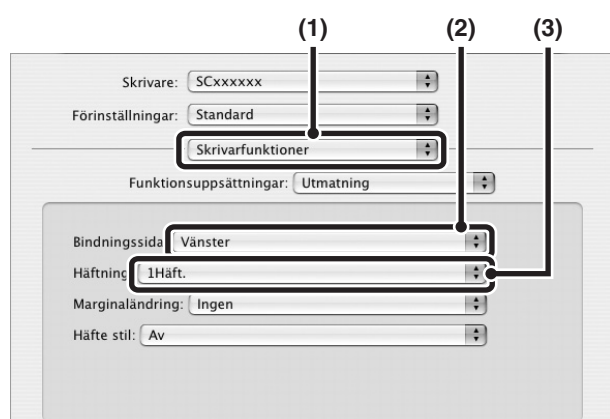 (1) (2) (3)
Skrivare: SCxxxxxx
Förinställningar: Standard
Skrivarfunktioner
Funktionsuppsättningar: Utmatning
Bindningssida Vänster
Häftning 1Häft.
Marginaländring: Ingen
Häfte stil: Av